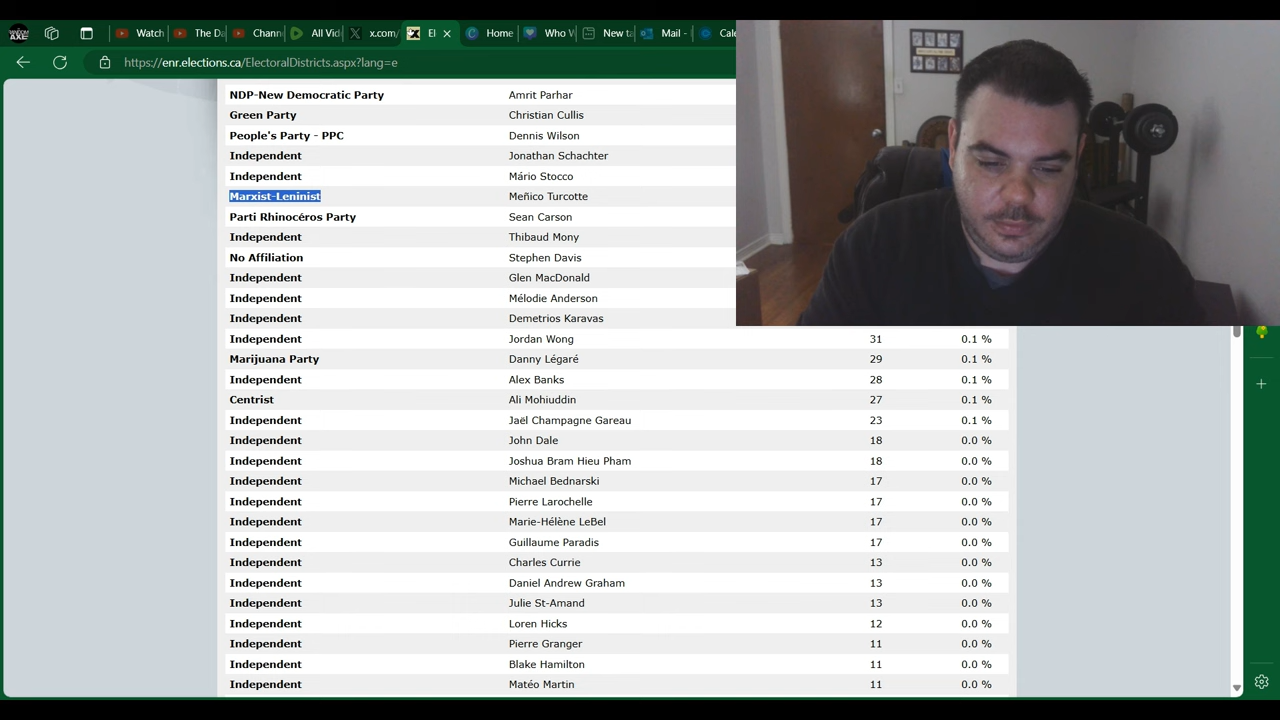 Watch
The Da
Chann
All Vid
x.com/
El
Home
Who V
New ta
Mail -
Cale
https://enr.elections.ca/ElectoralDistricts.aspx?lang=e
NDP-New Democratic Party Amrit Parhar
Green Party Christian Cullis
People's Party - PPC Dennis Wilson
Independent Jonathan Schachter
Independent Mário Stocco
Marxist-Leninist Meñico Turcotte
Parti Rhinocéros Party Sean Carson
Independent Thibaud Mony
No Affiliation Stephen Davis
Independent Glen MacDonald
Independent Mélodie Anderson
Independent Demetrios Karavas
Independent Jordan Wong 31 0.1 %
Marijuana Party Danny Légaré 29 0.1 %
Independent Alex Banks 28 0.1 %
Centrist Ali Mohiuddin 27 0.1 %
Independent Jaël Champagne Gareau 23 0.1 %
Independent John Dale 18 0.0 %
Independent Joshua Bram Hieu Pham 18 0.0 %
Independent Michael Bednarski 17 0.0 %
Independent Pierre Larochelle 17 0.0 %
Independent Marie-Hélène LeBel 17 0.0 %
Independent Guillaume Paradis 17 0.0 %
Independent Charles Currie 13 0.0 %
Independent Daniel Andrew Graham 13 0.0 %
Independent Julie St-Amand 13 0.0 %
Independent Loren Hicks 12 0.0 %
Independent Pierre Granger 11 0.0 %
Independent Blake Hamilton 11 0.0 %
Independent Matéo Martin 11 0.0 %